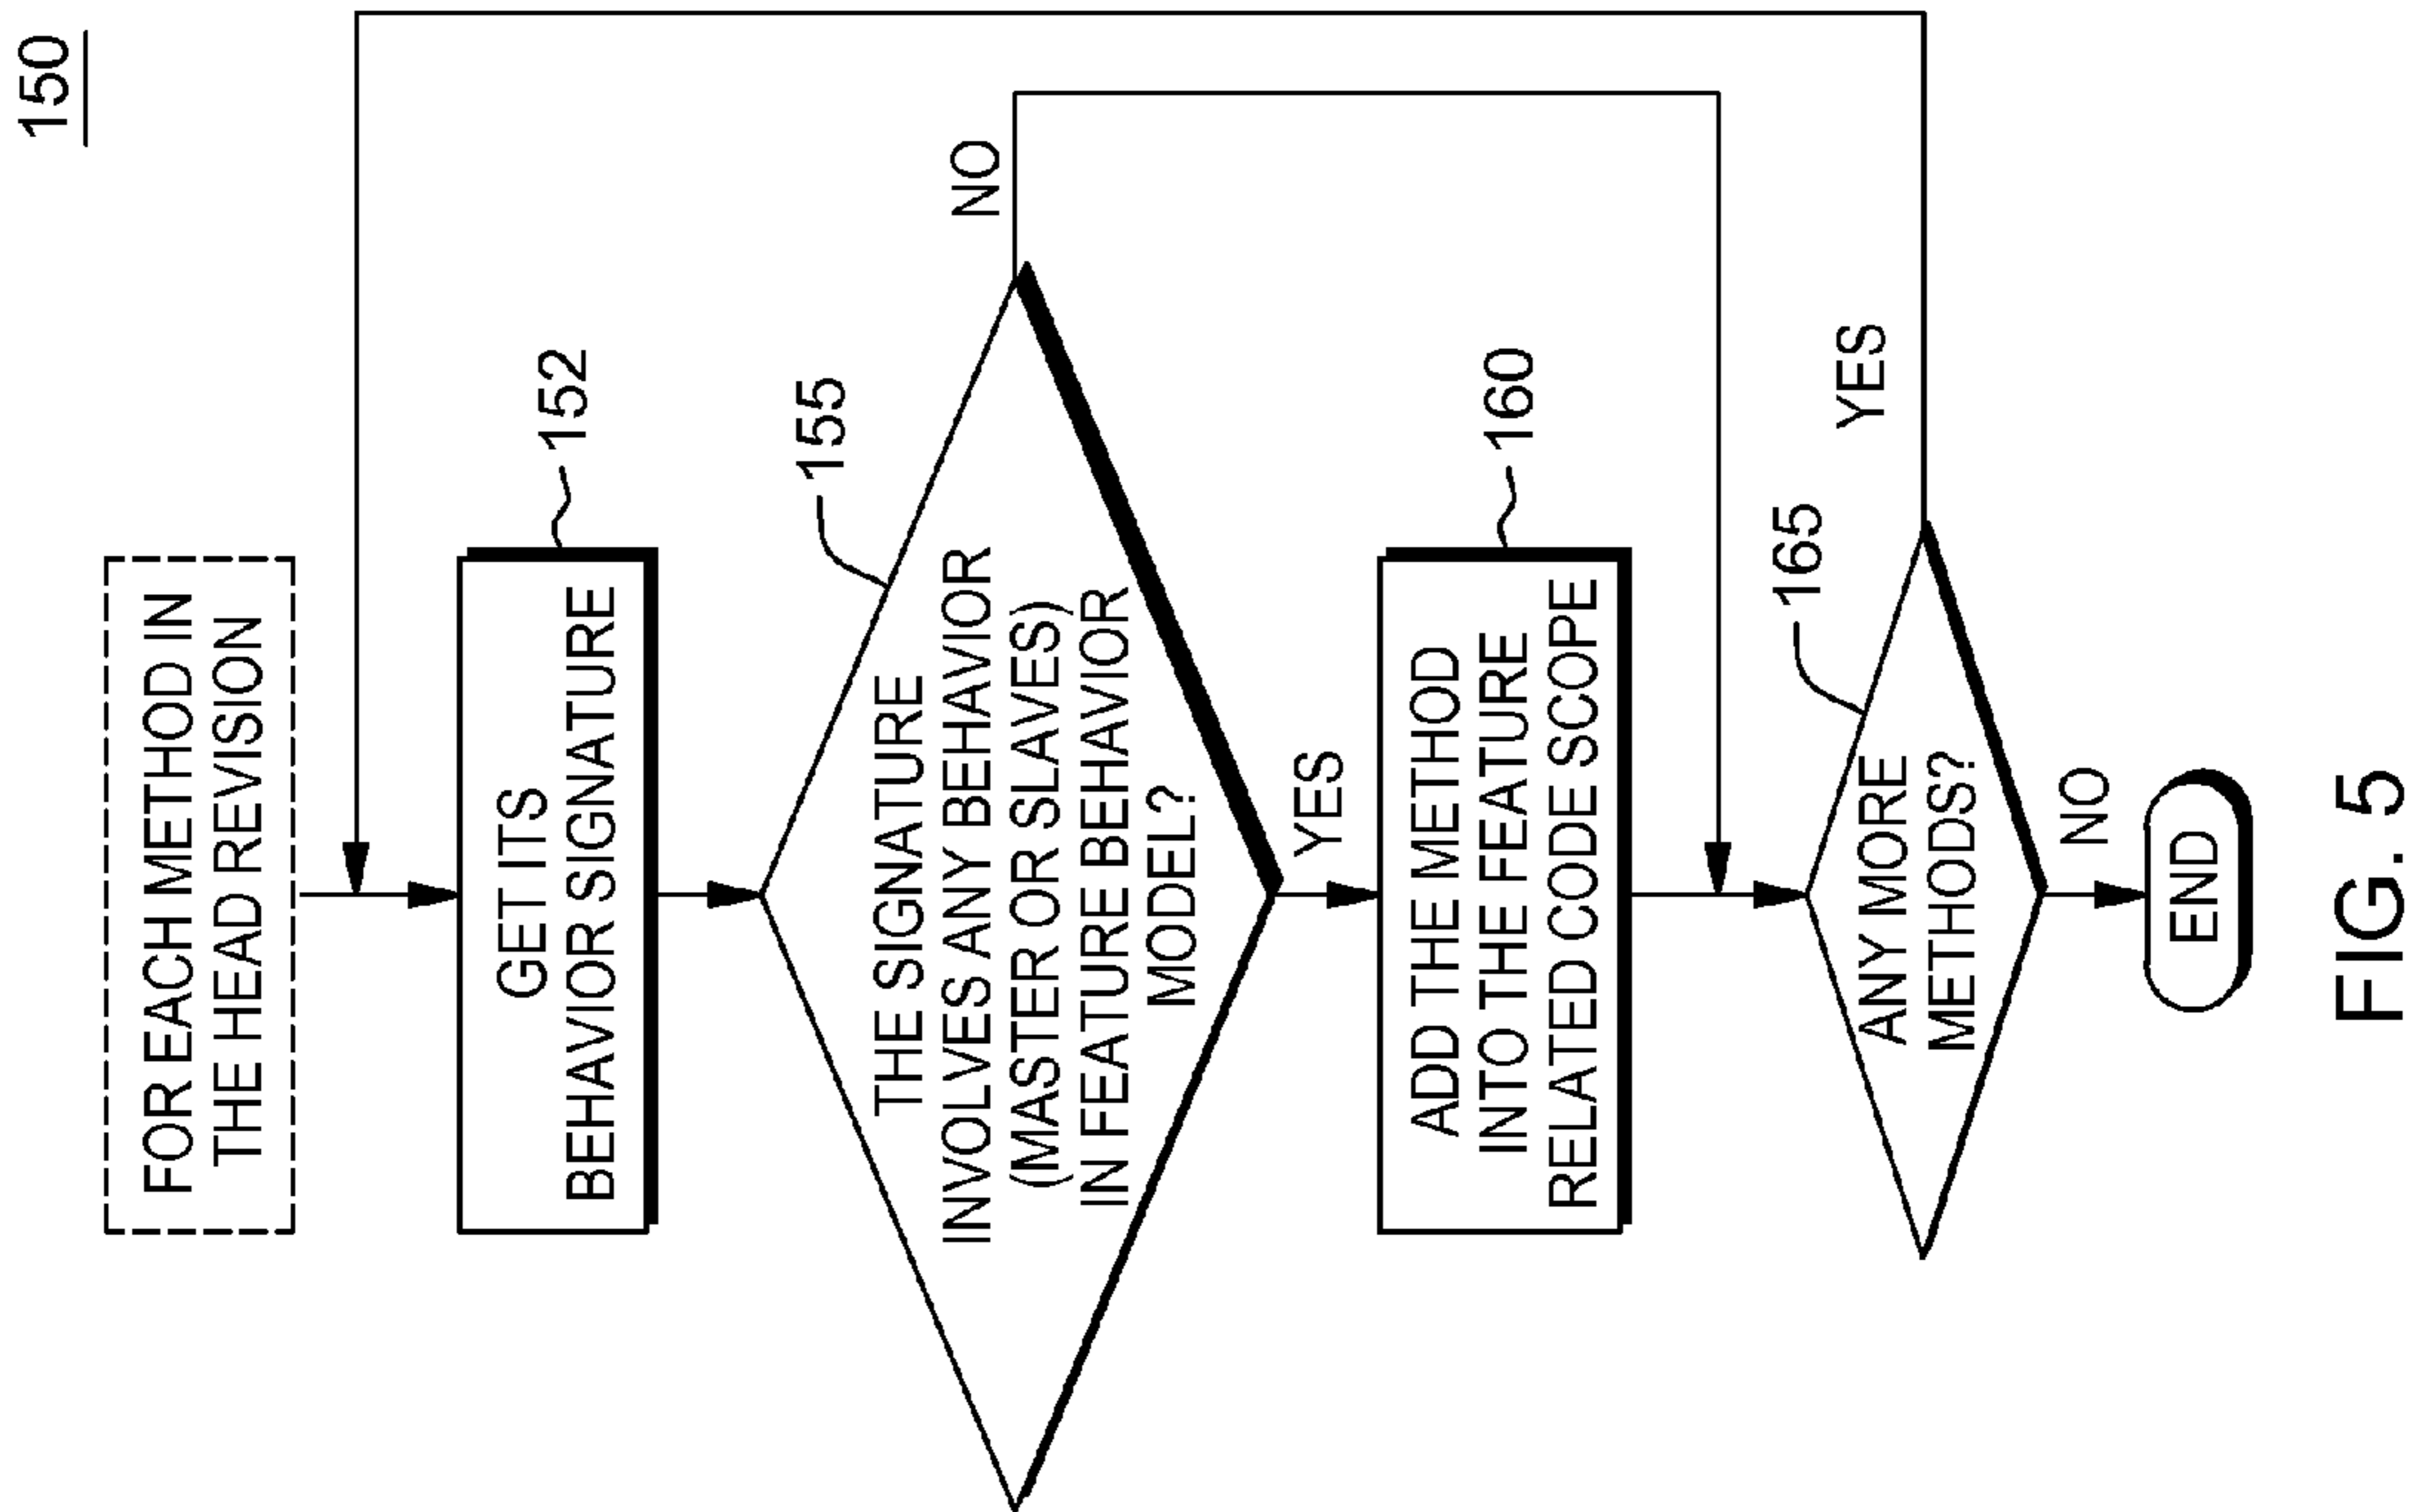 150
FOR EACH METHOD IN
THE HEAD REVISION
GET ITS
BEHAVIOR SIGNATURE
152
THE SIGNATURE
INVOLVES ANY BEHAVIOR
(MASTER OR SLAVES)
IN FEATURE BEHAVIOR
MODEL?
155
NO
YES
ADD THE METHOD
INTO THE FEATURE
RELATED CODE SCOPE
160
ANY MORE
METHODS?
165
YES
NO
END
FIG. 5